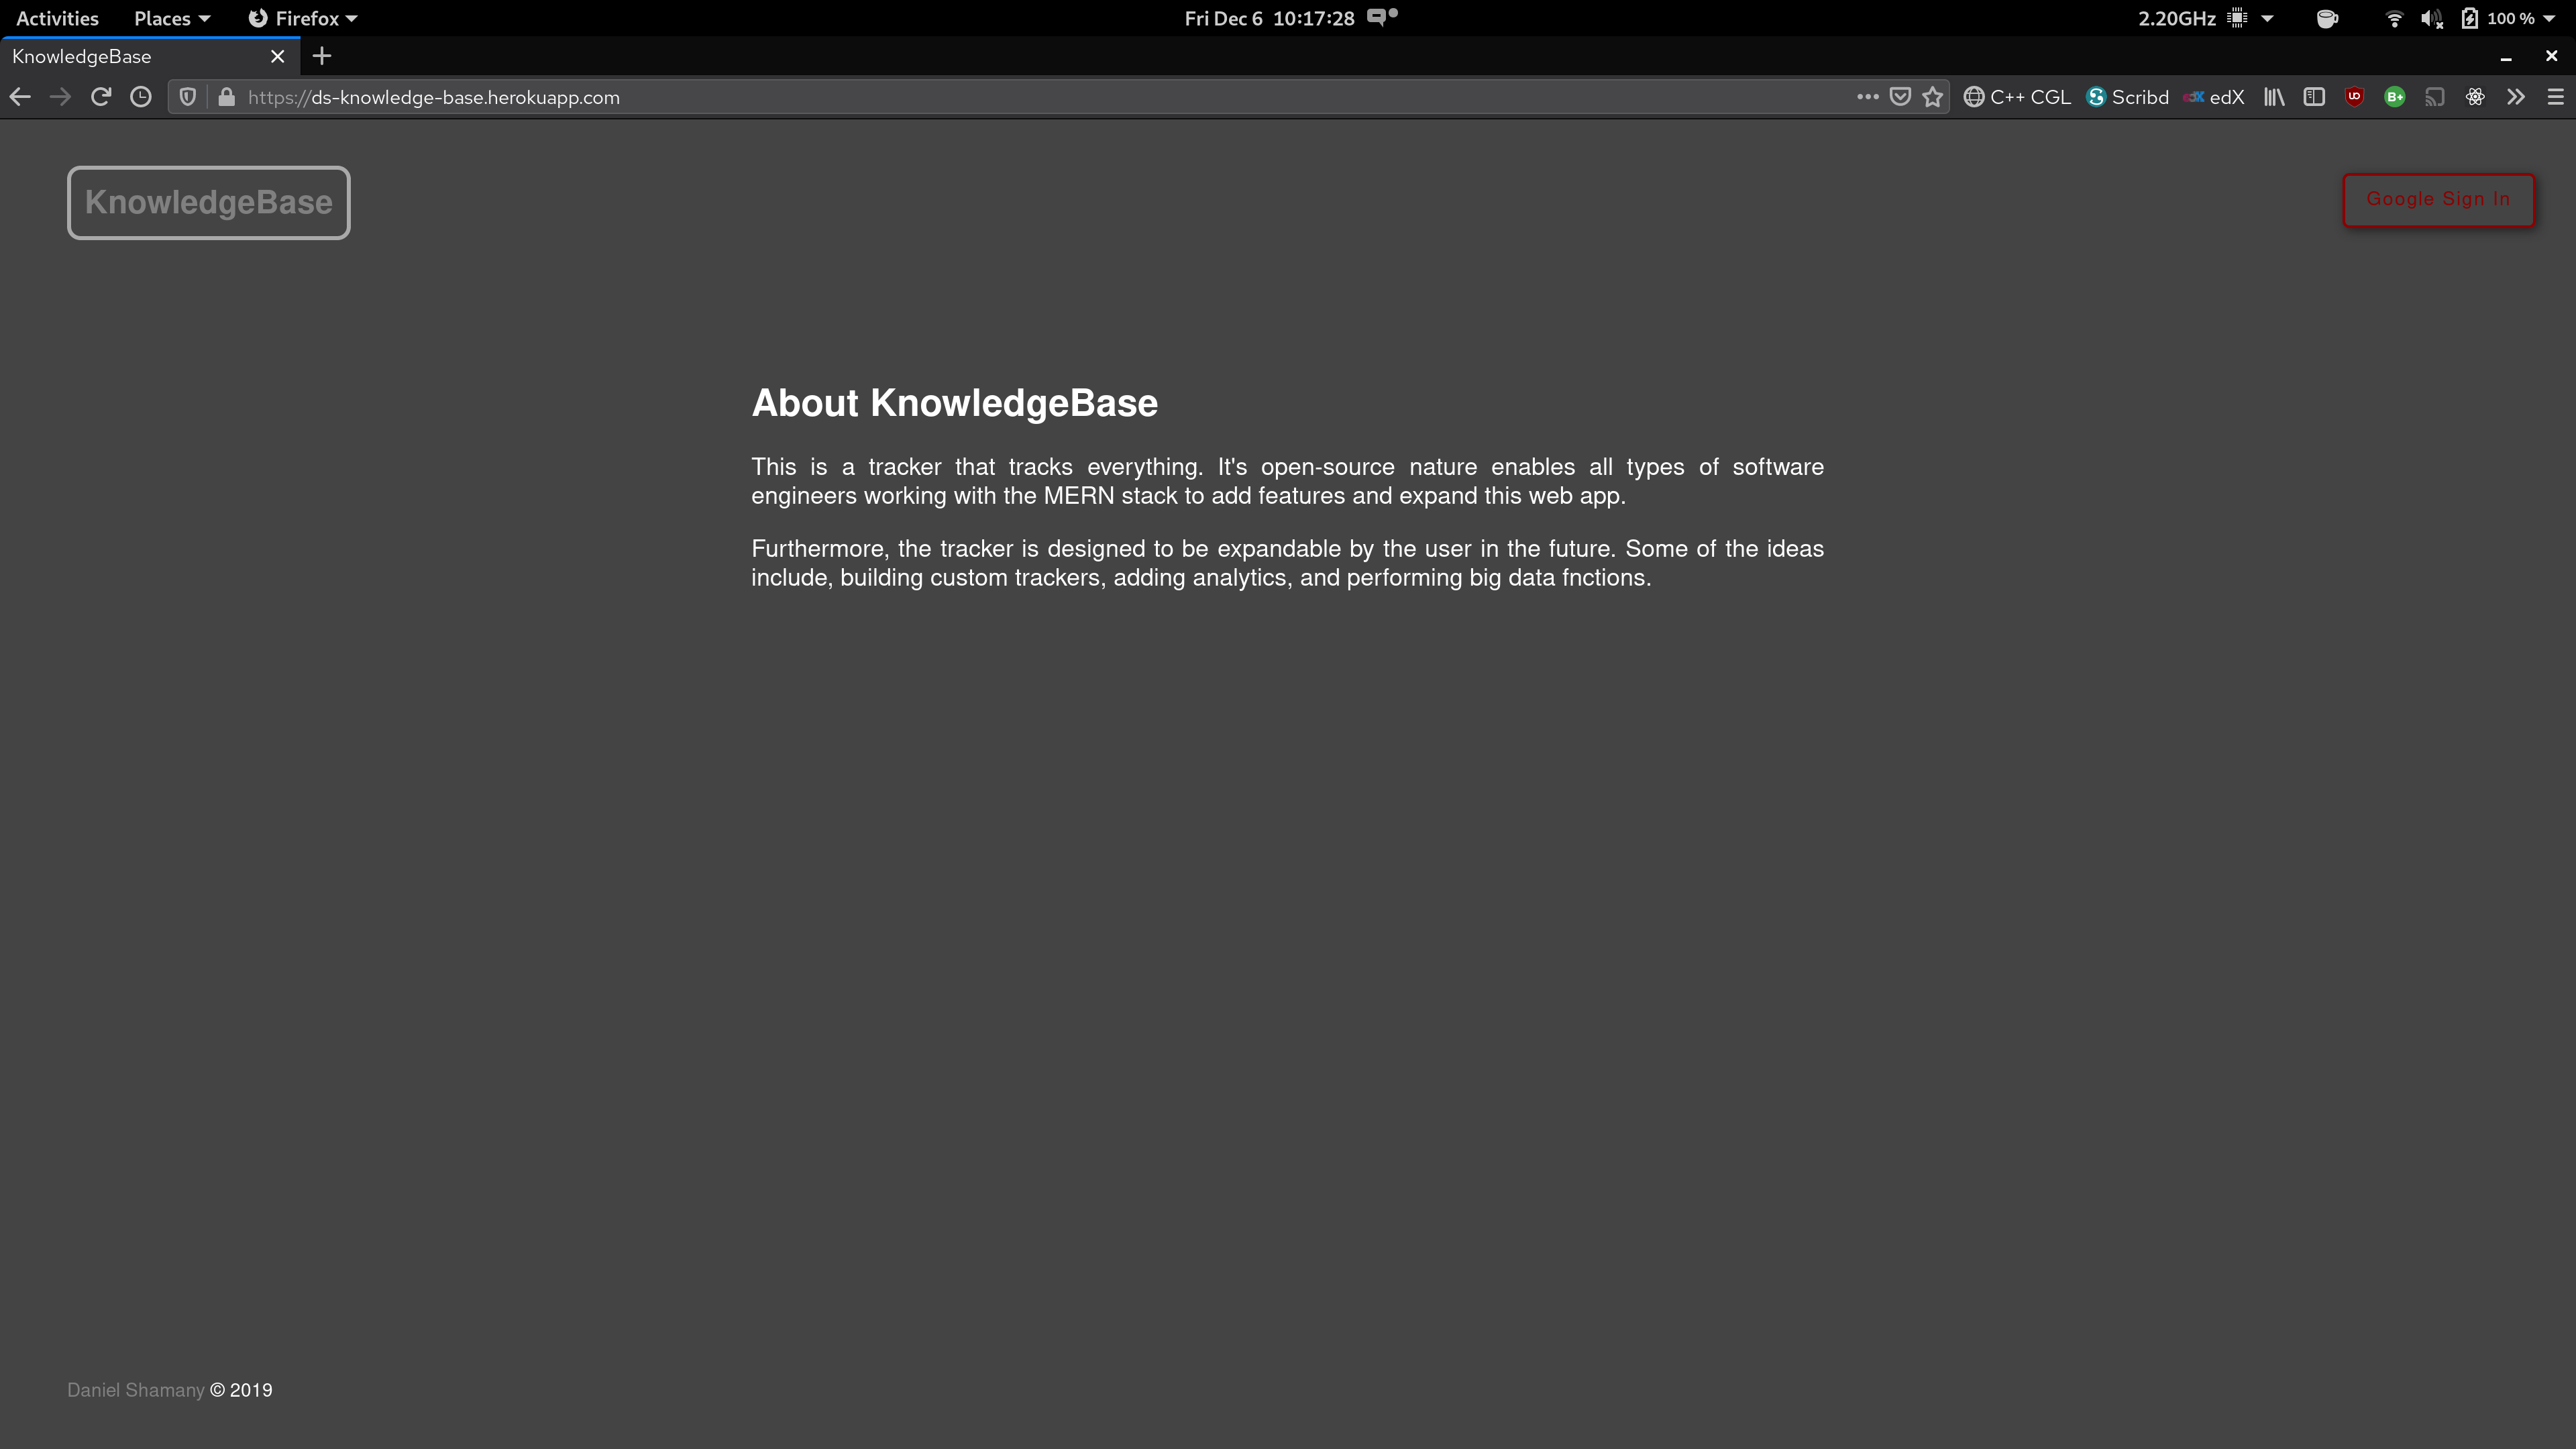 Activities Places Firefox Fri Dec 6 10:17:28 2.20GHz 100 %
KnowledgeBase
https://ds-knowledge-base.herokuapp.com C++ CGL Scribd edX UO B+
KnowledgeBase Google Sign In
About KnowledgeBase
This is a tracker that tracks everything. It's open-source nature enables all types of software
engineers working with the MERN stack to add features and expand this web app.
Furthermore, the tracker is designed to be expandable by the user in the future. Some of the ideas
include, building custom trackers, adding analytics, and performing big data fnctions.
Daniel Shamany © 2019